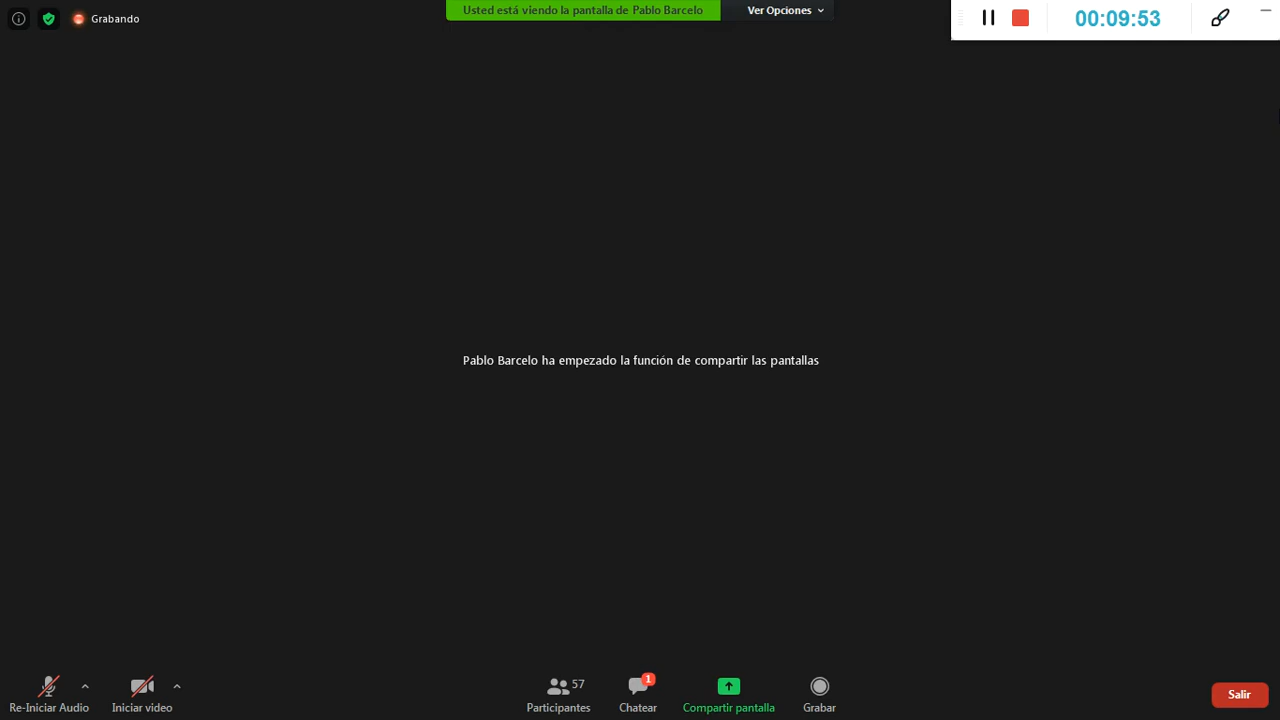 Grabando
Usted está viendo la pantalla de Pablo Barcelo
Ver Opciones
00:09:53
Pablo Barcelo ha empezado la función de compartir las pantallas
Re-Iniciar Audio
Iniciar video
57
Participantes
1
Chatear
Compartir pantalla
Grabar
Salir